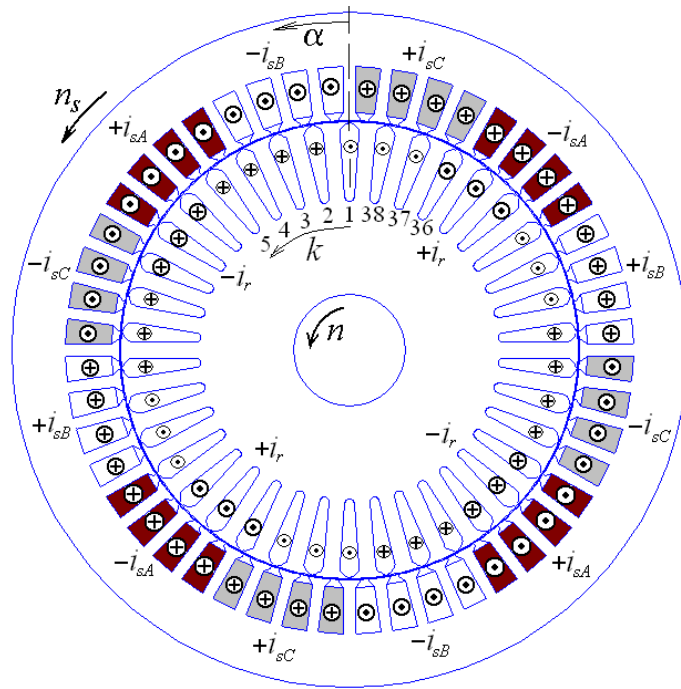 α
−i_sB
+i_sC
n_s
+i_sA
−i_sA
5 4 3 2 1 38 37 36
−i_sC
−i_r
k
+i_r
+i_sB
n
+i_sB
+i_r
−i_r
−i_sC
−i_sA
+i_sA
+i_sC
−i_sB